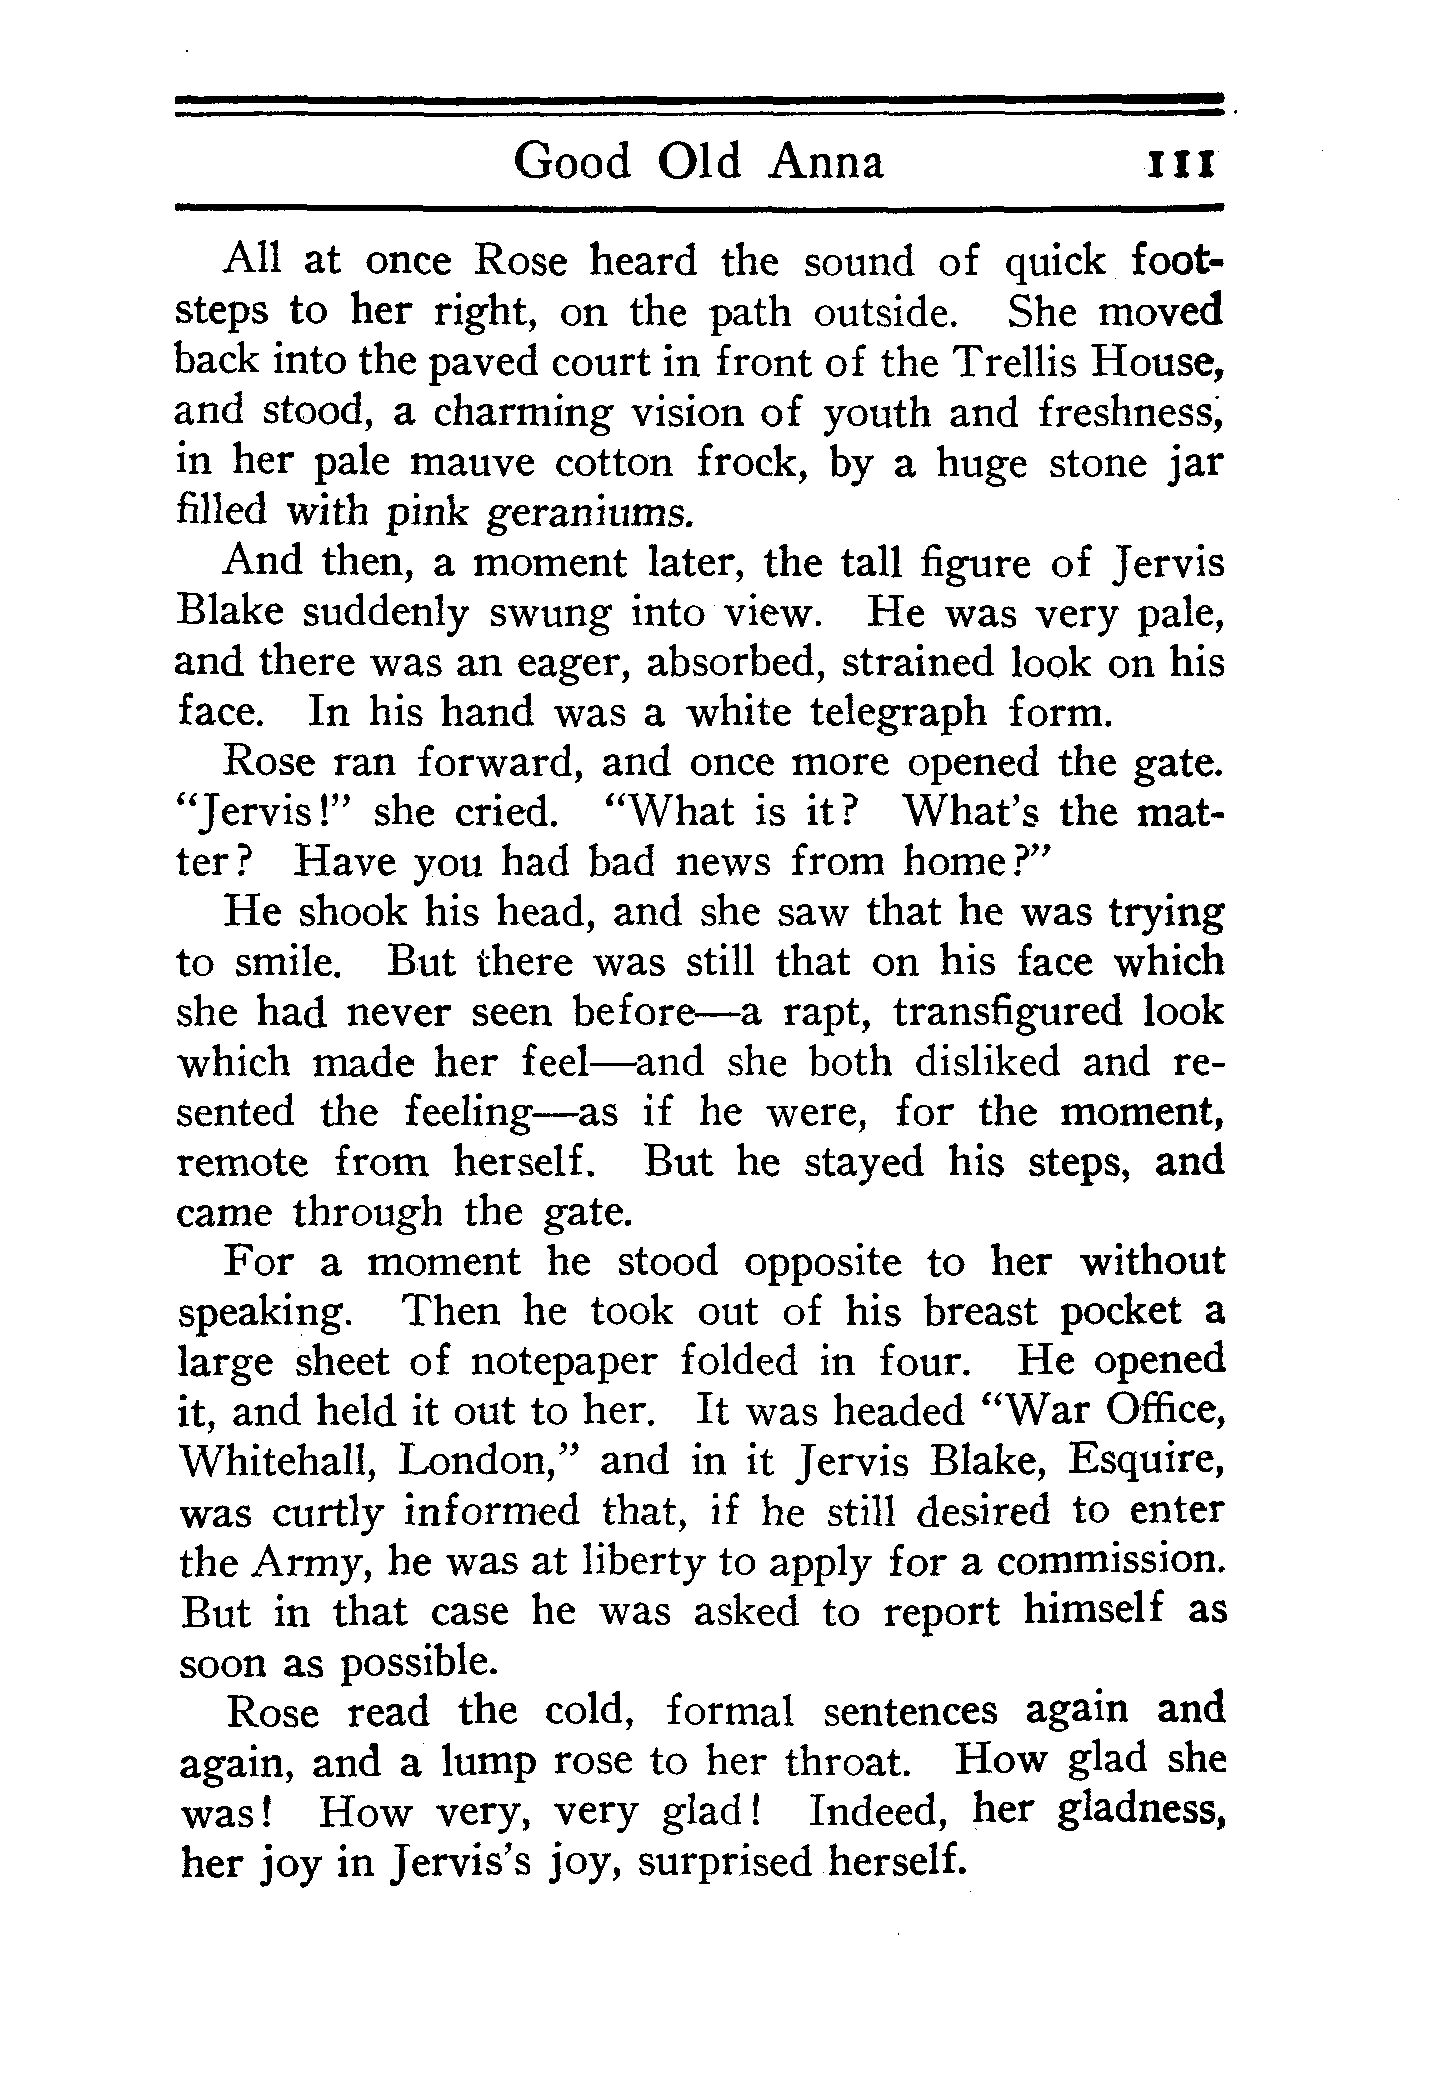 Good Old Anna 111
All at once Rose heard the sound of quick foot-
steps to her right, on the path outside. She moved
back into the paved court in front of the Trellis House,
and stood, a charming vision of youth and freshness,
in her pale mauve cotton frock, by a huge stone jar
filled with pink geraniums.
And then, a moment later, the tall figure of Jervis
Blake suddenly swung into view. He was very pale,
and there was an eager, absorbed, strained look on his
face. In his hand was a white telegraph form.
Rose ran forward, and once more opened the gate.
"Jervis!" she cried. "What is it? What's the mat-
ter? Have you had bad news from home?"
He shook his head, and she saw that he was trying
to smile. But there was still that on his face which
she had never seen before—a rapt, transfigured look
which made her feel—and she both disliked and re-
sented the feeling—as if he were, for the moment,
remote from herself. But he stayed his steps, and
came through the gate.
For a moment he stood opposite to her without
speaking. Then he took out of his breast pocket a
large sheet of notepaper folded in four. He opened
it, and held it out to her. It was headed "War Office,
Whitehall, London," and in it Jervis Blake, Esquire,
was curtly informed that, if he still desired to enter
the Army, he was at liberty to apply for a commission.
But in that case he was asked to report himself as
soon as possible.
Rose read the cold, formal sentences again and
again, and a lump rose to her throat. How glad she
was! How very, very glad! Indeed, her gladness,
her joy in Jervis's joy, surprised herself.